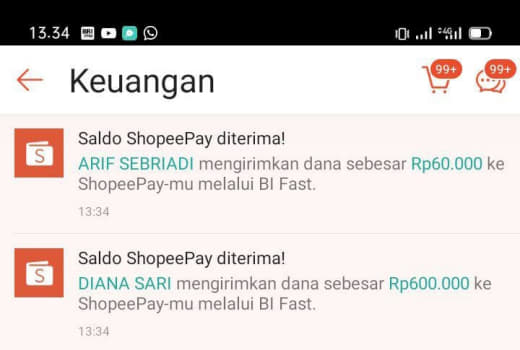 13.34
4G
Keuangan
99+
99+
Saldo ShopeePay diterima!
ARIF SEBRIADI mengirimkan dana sebesar Rp60.000 ke
ShopeePay-mu melalui BI Fast.
13:34
Saldo ShopeePay diterima!
DIANA SARI mengirimkan dana sebesar Rp600.000 ke
ShopeePay-mu melalui BI Fast.
13:34